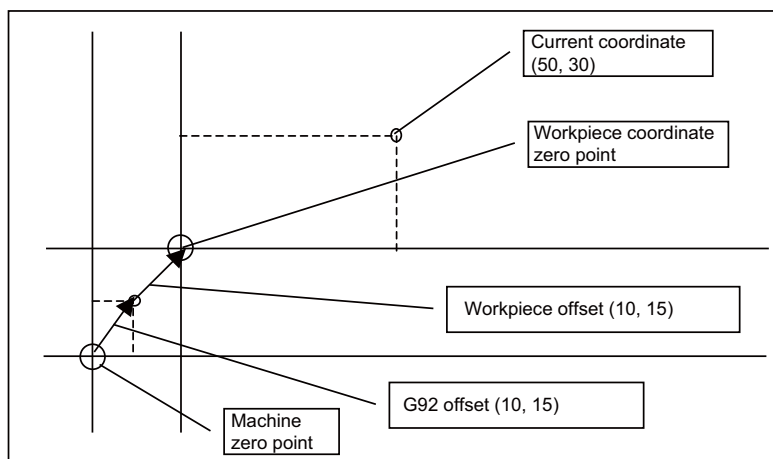 Current coordinate
(50, 30)
Workpiece coordinate
zero point
Workpiece offset (10, 15)
G92 offset (10, 15)
Machine
zero point